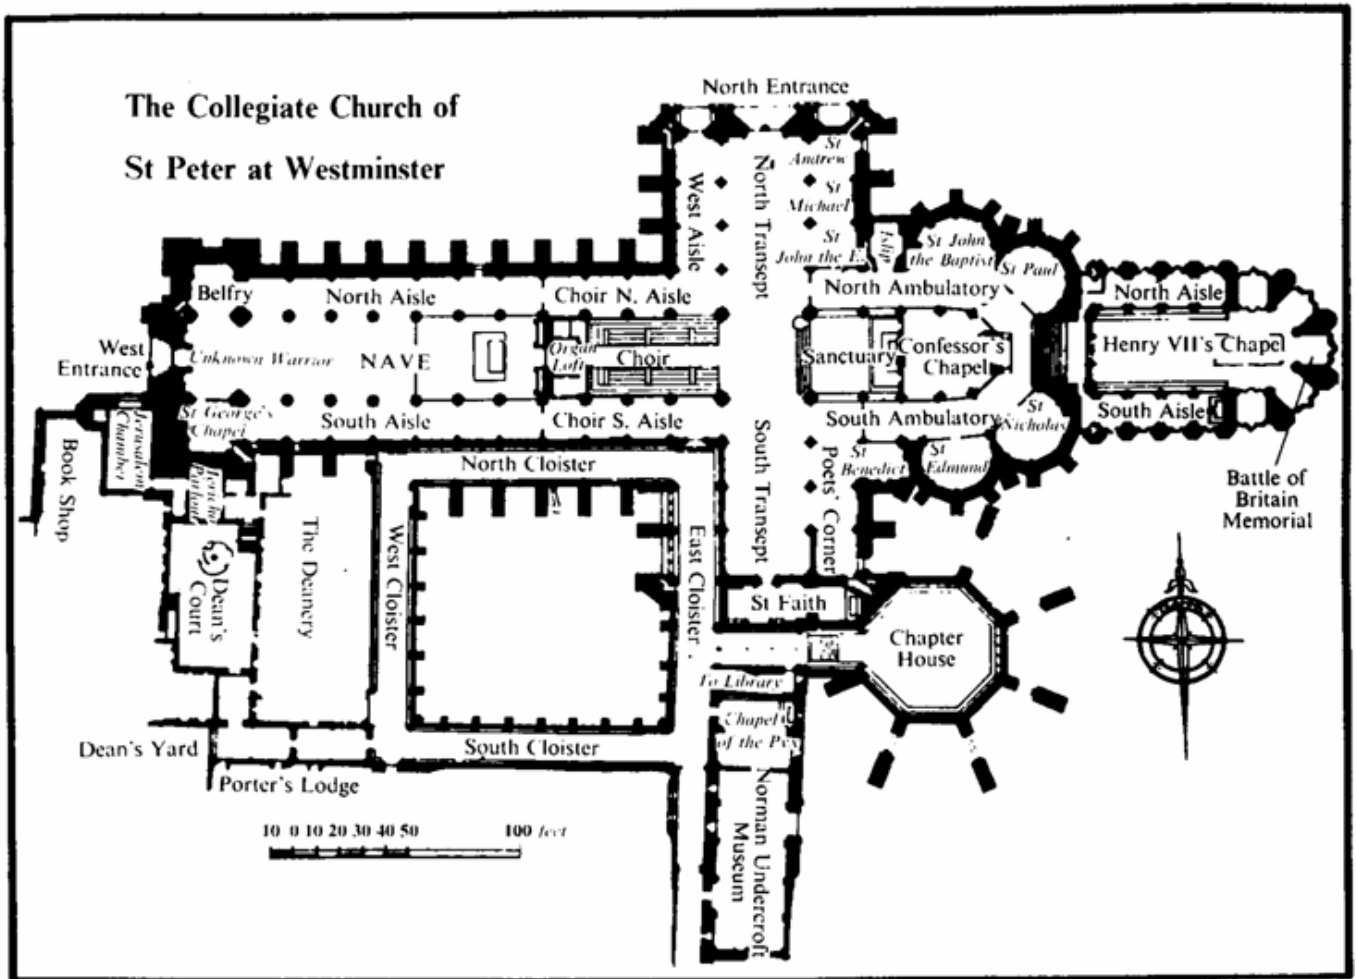 The Collegiate Church of
St Peter at Westminster
North Entrance
St
Andrew
St
Michael
St
John the E.
West Aisle
North Transept
Islip
St John
the Baptist
St Paul
Belfry
North Aisle
Choir N. Aisle
North Ambulatory
North Aisle
West
Entrance
Unknown Warrior
NAVE
Organ
Loft
Choir
Sanctuary
Confessor's
Chapel
Henry VII's Chapel
St George's
Chapel
South Aisle
Choir S. Aisle
South Ambulatory
St
Nicholas
South Aisle
Book Shop
Jerusalem
Chamber
Jericho
Parlour
North Cloister
South Transept
Poets' Corner
St
Benedict
St
Edmund
Battle of
Britain
Memorial
The Deanery
West Cloister
East Cloister
Dean's
Court
St Faith
Chapter
House
To Library
Chapel
of the Pyx
Dean's Yard
South Cloister
Porter's Lodge
Norman Undercroft
Museum
10 0 10 20 30 40 50 100 feet